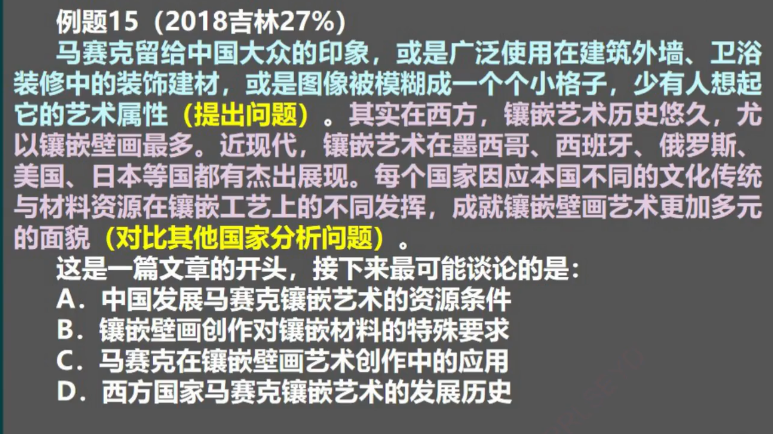 例题15（2018吉林27%）
马赛克留给中国大众的印象，或是广泛使用在建筑外墙、卫浴
装修中的装饰建材，或是图像被模糊成一个个小格子，少有人想起
它的艺术属性（提出问题）。其实在西方，镶嵌艺术历史悠久，尤
以镶嵌壁画最多。近现代，镶嵌艺术在墨西哥、西班牙、俄罗斯、
美国、日本等国都有杰出展现。每个国家因应本国不同的文化传统
与材料资源在镶嵌工艺上的不同发挥，成就镶嵌壁画艺术更加多元
的面貌（对比其他国家分析问题）。
这是一篇文章的开头，接下来最可能谈论的是：
A．中国发展马赛克镶嵌艺术的资源条件
B．镶嵌壁画创作对镶嵌材料的特殊要求
C．马赛克在镶嵌壁画艺术创作中的应用
D．西方国家马赛克镶嵌艺术的发展历史